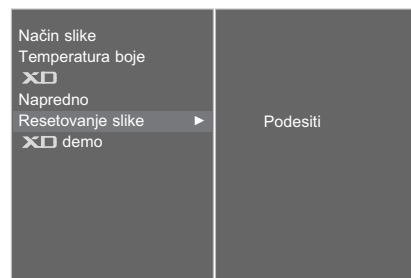 Način slike
Temperatura boje
XD
Napredno
Resetovanje slike ►
XD demo
Podesiti